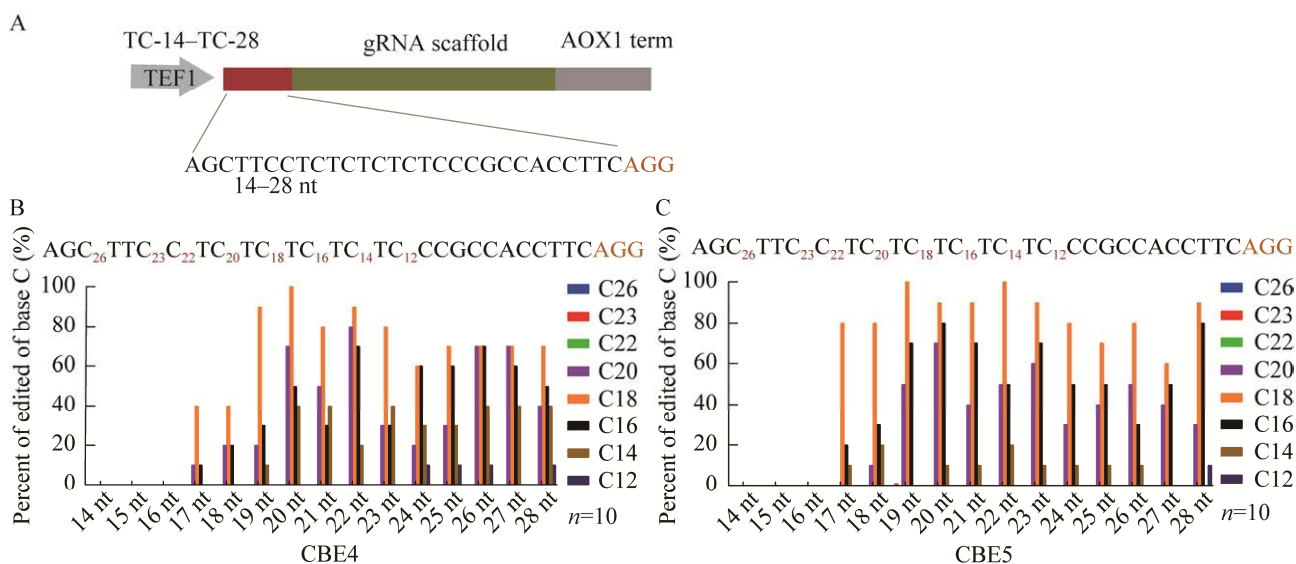 A
TC-14–TC-28
gRNA scaffold
AOX1 term
TEF1
AGCTTCCTCTCTCTCTCCCGCCACCTTCAGG
14–28 nt
B
AGC26TTC23C22TC20TC18TC16TC14TC12CCGCCACCTTCAGG
Percent of edited of base C (%)
100
80
60
40
20
0
14 nt
15 nt
16 nt
17 nt
18 nt
19 nt
20 nt
21 nt
22 nt
23 nt
24 nt
25 nt
26 nt
27 nt
28 nt
C26
C23
C22
C20
C18
C16
C14
C12
n=10
CBE4
C
AGC26TTC23C22TC20TC18TC16TC14TC12CCGCCACCTTCAGG
Percent of edited of base C (%)
100
80
60
40
20
0
14 nt
15 nt
16 nt
17 nt
18 nt
19 nt
20 nt
21 nt
22 nt
23 nt
24 nt
25 nt
26 nt
27 nt
28 nt
C26
C23
C22
C20
C18
C16
C14
C12
n=10
CBE5